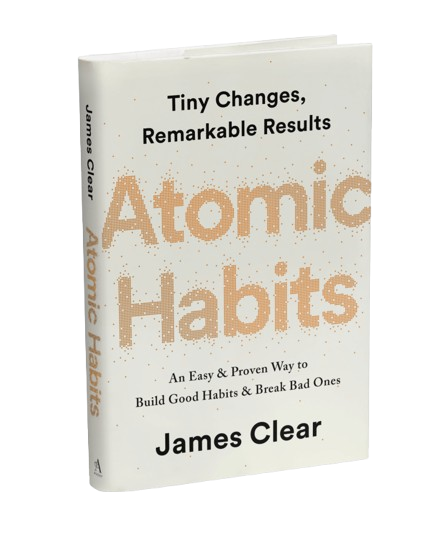 Tiny Changes,
Remarkable Results
Atomic
Habits
An Easy & Proven Way to
Build Good Habits & Break Bad Ones
James Clear
James Clear
Atomic Habits
A